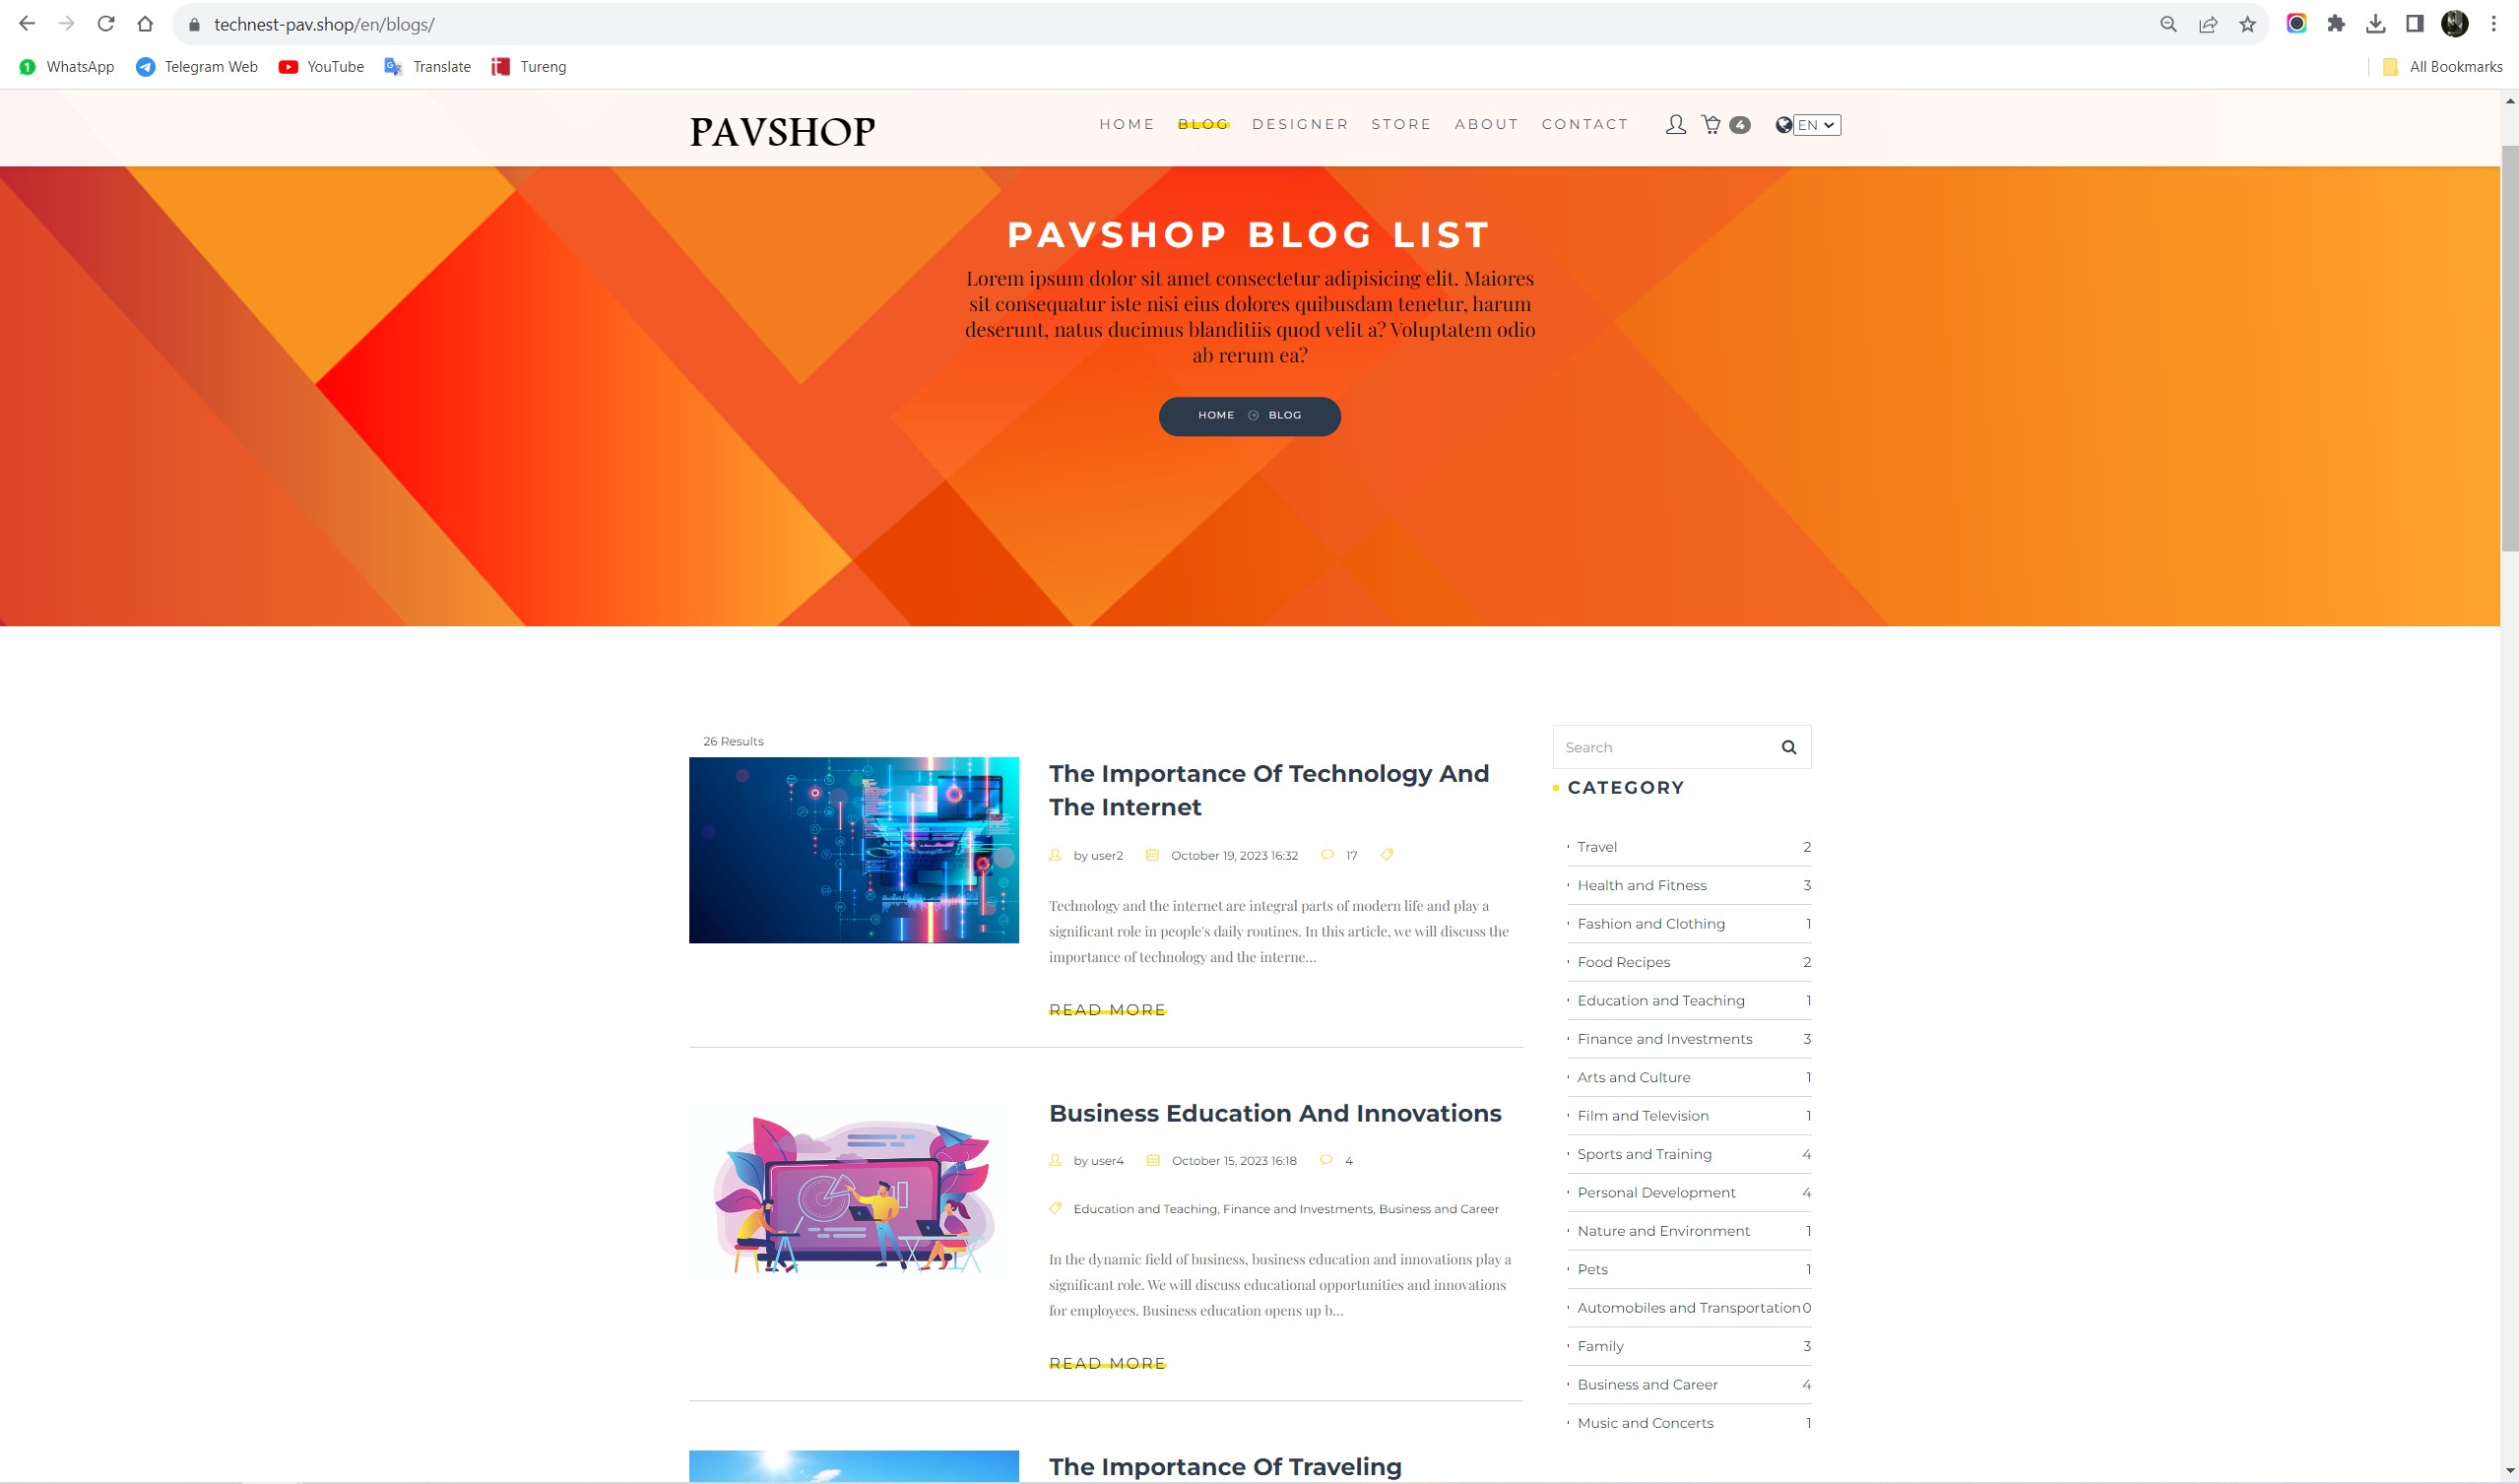 technest-pav.shop/en/blogs/
WhatsApp Telegram Web YouTube Translate Tureng All Bookmarks
PAVSHOP
HOME BLOG DESIGNER STORE ABOUT CONTACT 4 EN
PAVSHOP BLOG LIST
Lorem ipsum dolor sit amet consectetur adipisicing elit. Maiores
sit consequatur iste nisi eius dolores quibusdam tenetur, harum
deserunt, natus ducimus blanditiis quod velit a? Voluptatem odio
ab rerum ea?
HOME BLOG
26 Results
The Importance Of Technology And
The Internet
by user2 October 19, 2023 16:32 17
Technology and the internet are integral parts of modern life and play a
significant role in people's daily routines. In this article, we will discuss the
importance of technology and the interne...
READ MORE
Business Education And Innovations
by user4 October 15, 2023 16:18 4
Education and Teaching, Finance and Investments, Business and Career
In the dynamic field of business, business education and innovations play a
significant role. We will discuss educational opportunities and innovations
for employees. Business education opens up b...
READ MORE
The Importance Of Traveling
Search
CATEGORY
Travel 2
Health and Fitness 3
Fashion and Clothing 1
Food Recipes 2
Education and Teaching 1
Finance and Investments 3
Arts and Culture 1
Film and Television 1
Sports and Training 4
Personal Development 4
Nature and Environment 1
Pets 1
Automobiles and Transportation 0
Family 3
Business and Career 4
Music and Concerts 1